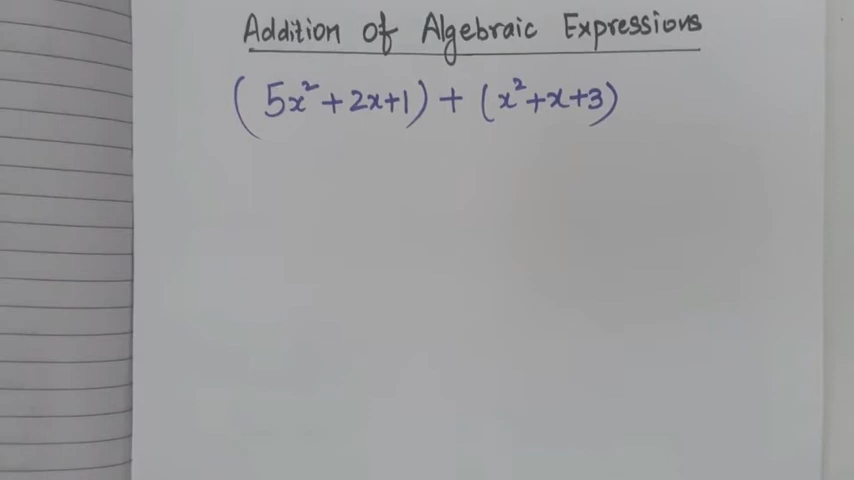 Addition of Algebraic Expressions
(5x²+2x+1) + (x²+x+3)